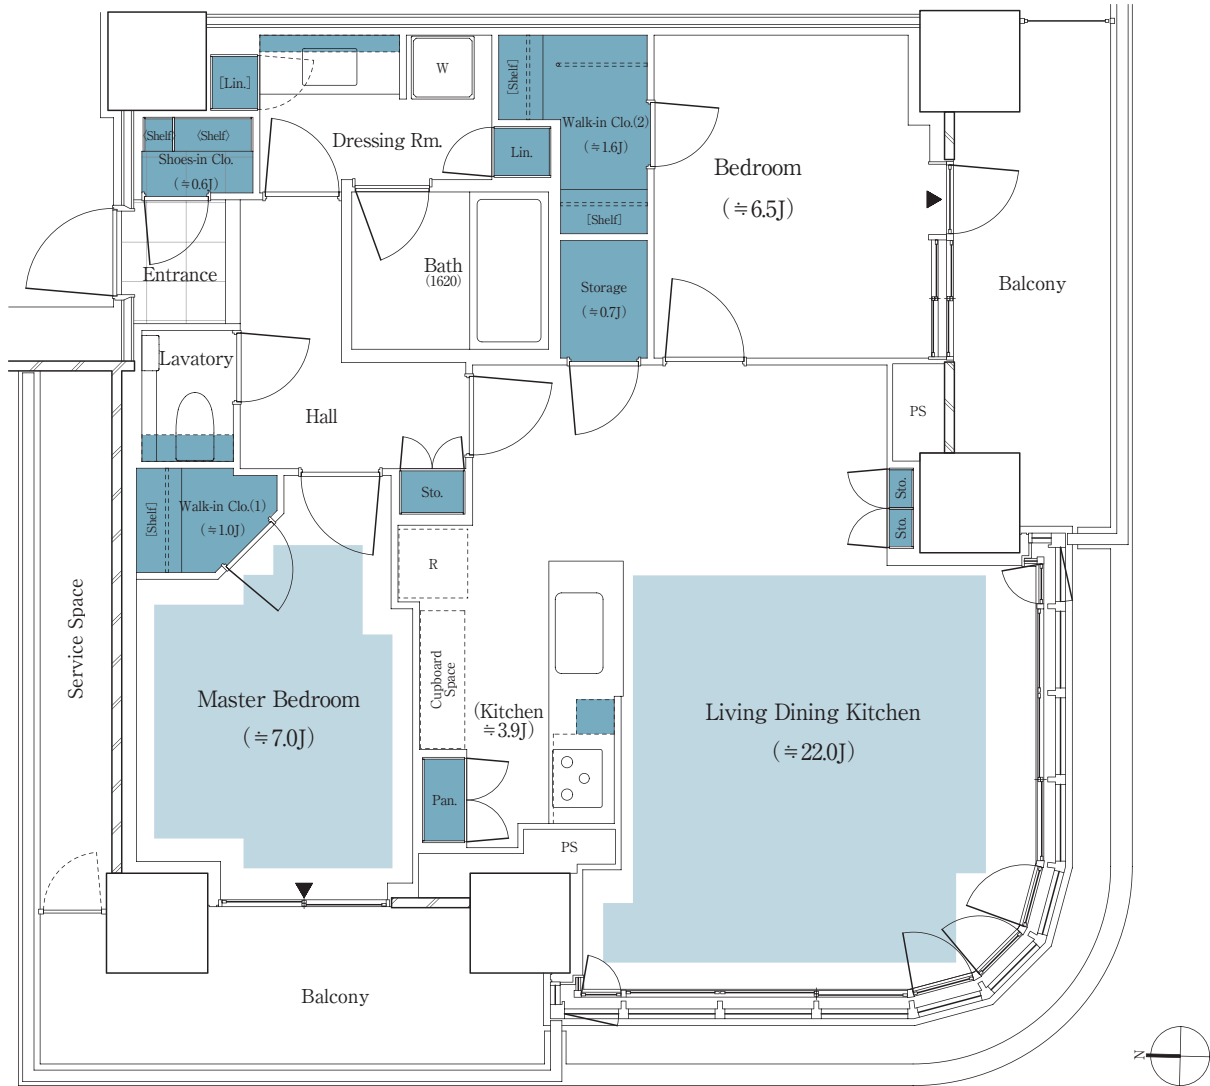 [Lin.]
W
[Shelf]
〈Shelf〉
〈Shelf〉
Shoes-in Clo.
(≒0.6J)
Dressing Rm.
Lin.
Walk-in Clo.(2)
(≒1.6J)
[Shelf]
Bedroom
(≒6.5J)
Entrance
Bath
(1620)
Storage
(≒0.7J)
Balcony
Lavatory
Hall
PS
Walk-in Clo.(1)
(≒1.0J)
[Shelf]
Sto.
Sto.
Sto.
R
Service Space
Cupboard
Space
Master Bedroom
(≒7.0J)
(Kitchen
≒3.9J)
Living Dining Kitchen
(≒22.0J)
Pan.
PS
Balcony
N